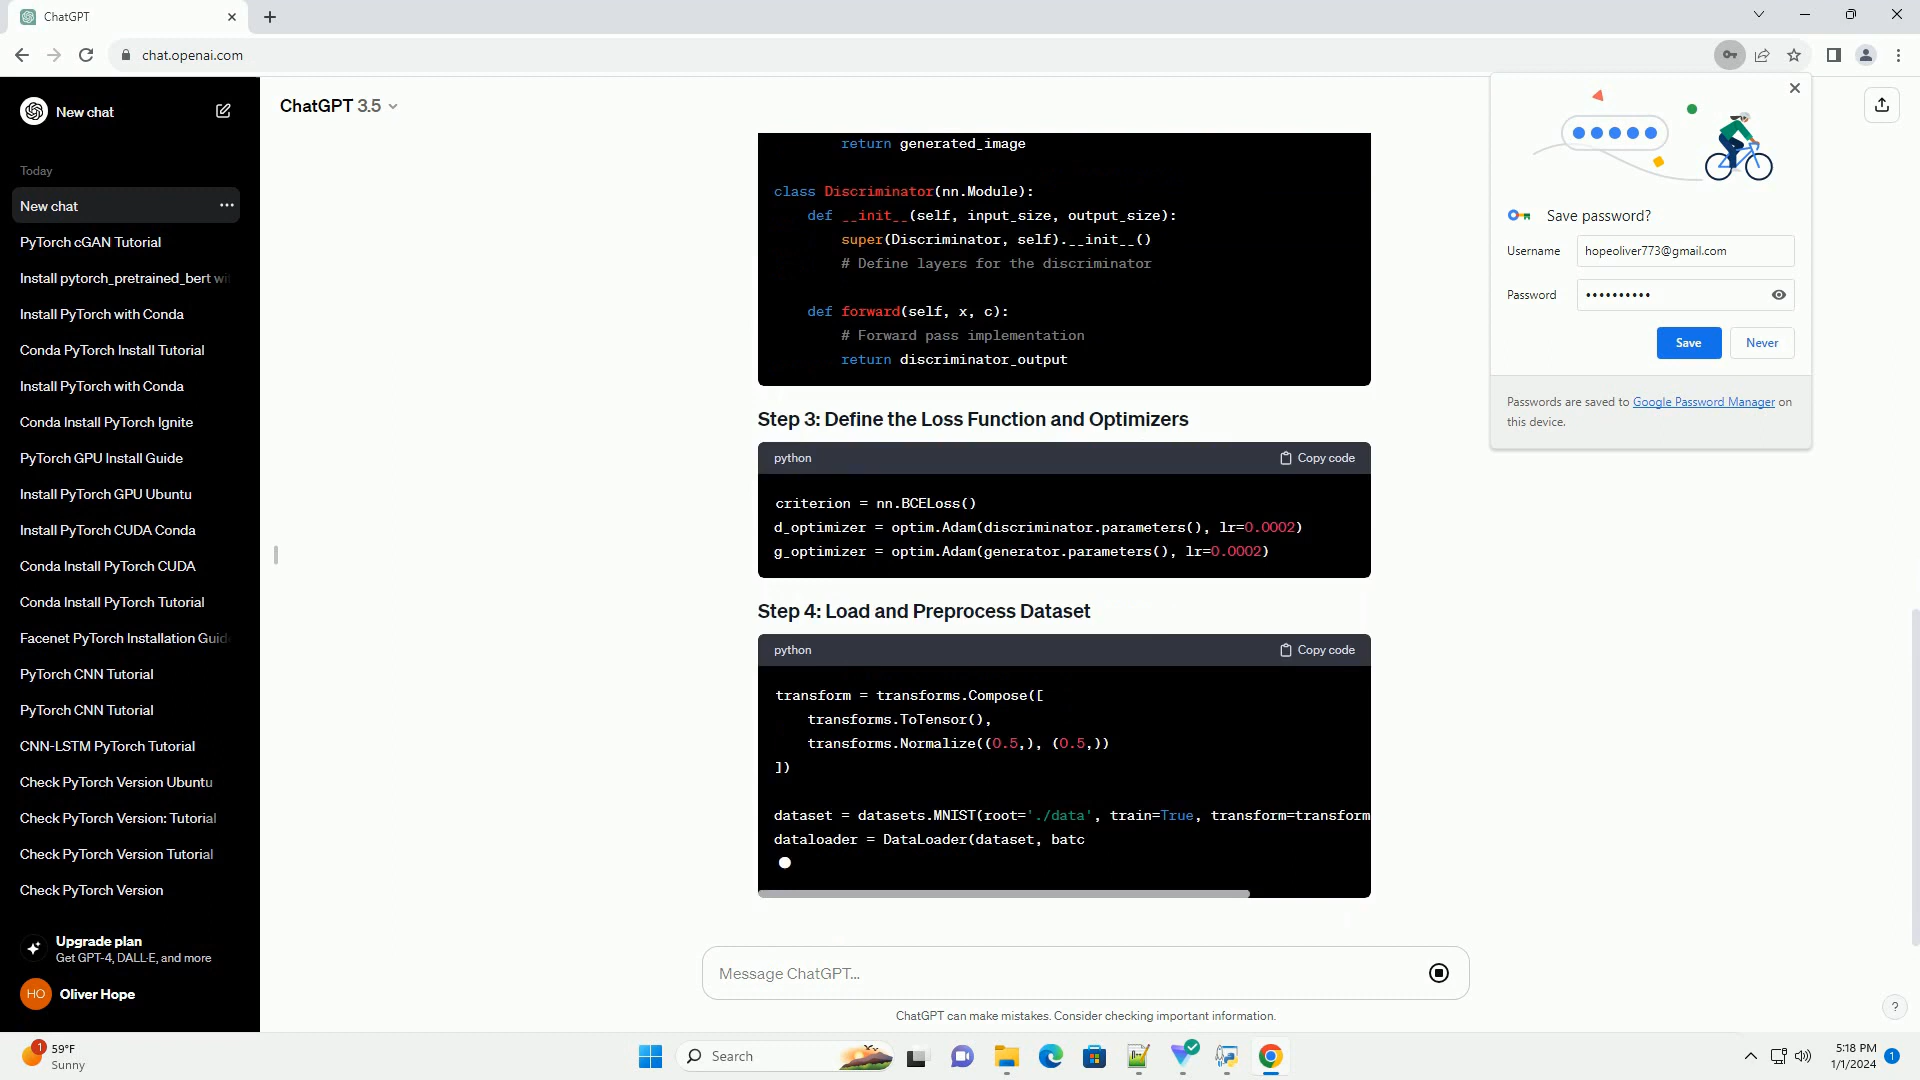 ChatGPT
chat.openai.com
New chat
Today
New chat
PyTorch cGAN Tutorial
Install pytorch_pretrained_bert wi
Install PyTorch with Conda
Conda PyTorch Install Tutorial
Install PyTorch with Conda
Conda Install PyTorch Ignite
PyTorch GPU Install Guide
Install PyTorch GPU Ubuntu
Install PyTorch CUDA Conda
Conda Install PyTorch CUDA
Conda Install PyTorch Tutorial
Facenet PyTorch Installation Guid
PyTorch CNN Tutorial
PyTorch CNN Tutorial
CNN-LSTM PyTorch Tutorial
Check PyTorch Version Ubuntu
Check PyTorch Version: Tutorial
Check PyTorch Version Tutorial
Check PyTorch Version
Upgrade plan
Get GPT-4, DALL·E, and more
HO
Oliver Hope
ChatGPT 3.5
return generated_image
class Discriminator(nn.Module):
def __init__(self, input_size, output_size):
super(Discriminator, self).__init__()
# Define layers for the discriminator
def forward(self, x, c):
# Forward pass implementation
return discriminator_output
Step 3: Define the Loss Function and Optimizers
python Copy code
criterion = nn.BCELoss()
d_optimizer = optim.Adam(discriminator.parameters(), lr=0.0002)
g_optimizer = optim.Adam(generator.parameters(), lr=0.0002)
Step 4: Load and Preprocess Dataset
python Copy code
transform = transforms.Compose([
transforms.ToTensor(),
transforms.Normalize((0.5,), (0.5,))
])
dataset = datasets.MNIST(root='./data', train=True, transform=transform
dataloader = DataLoader(dataset, batc
Message ChatGPT...
ChatGPT can make mistakes. Consider checking important information.
?
Save password?
Username hopeoliver773@gmail.com
Password ••••••••••
Save Never
Passwords are saved to Google Password Manager on
this device.
1
59°F
Sunny
Search
5:18 PM
1/1/2024
1